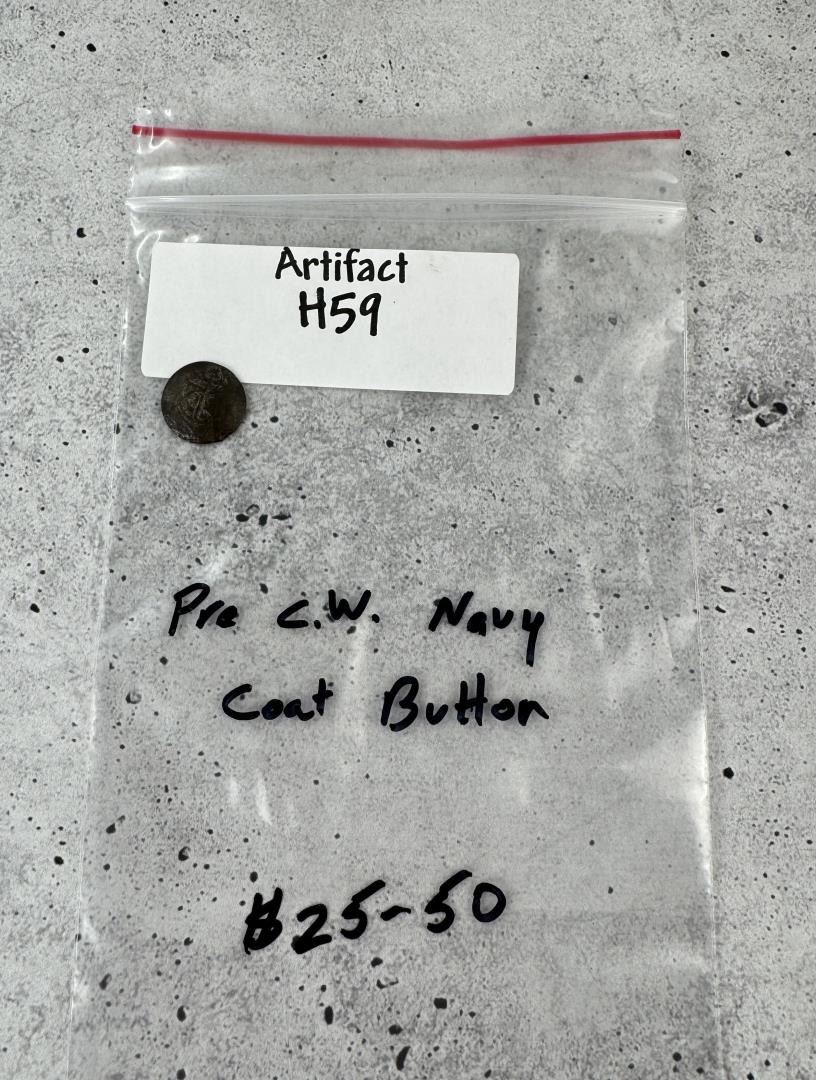 Artifact
H59
Pre C.W. Navy
Coat Button
$25-50